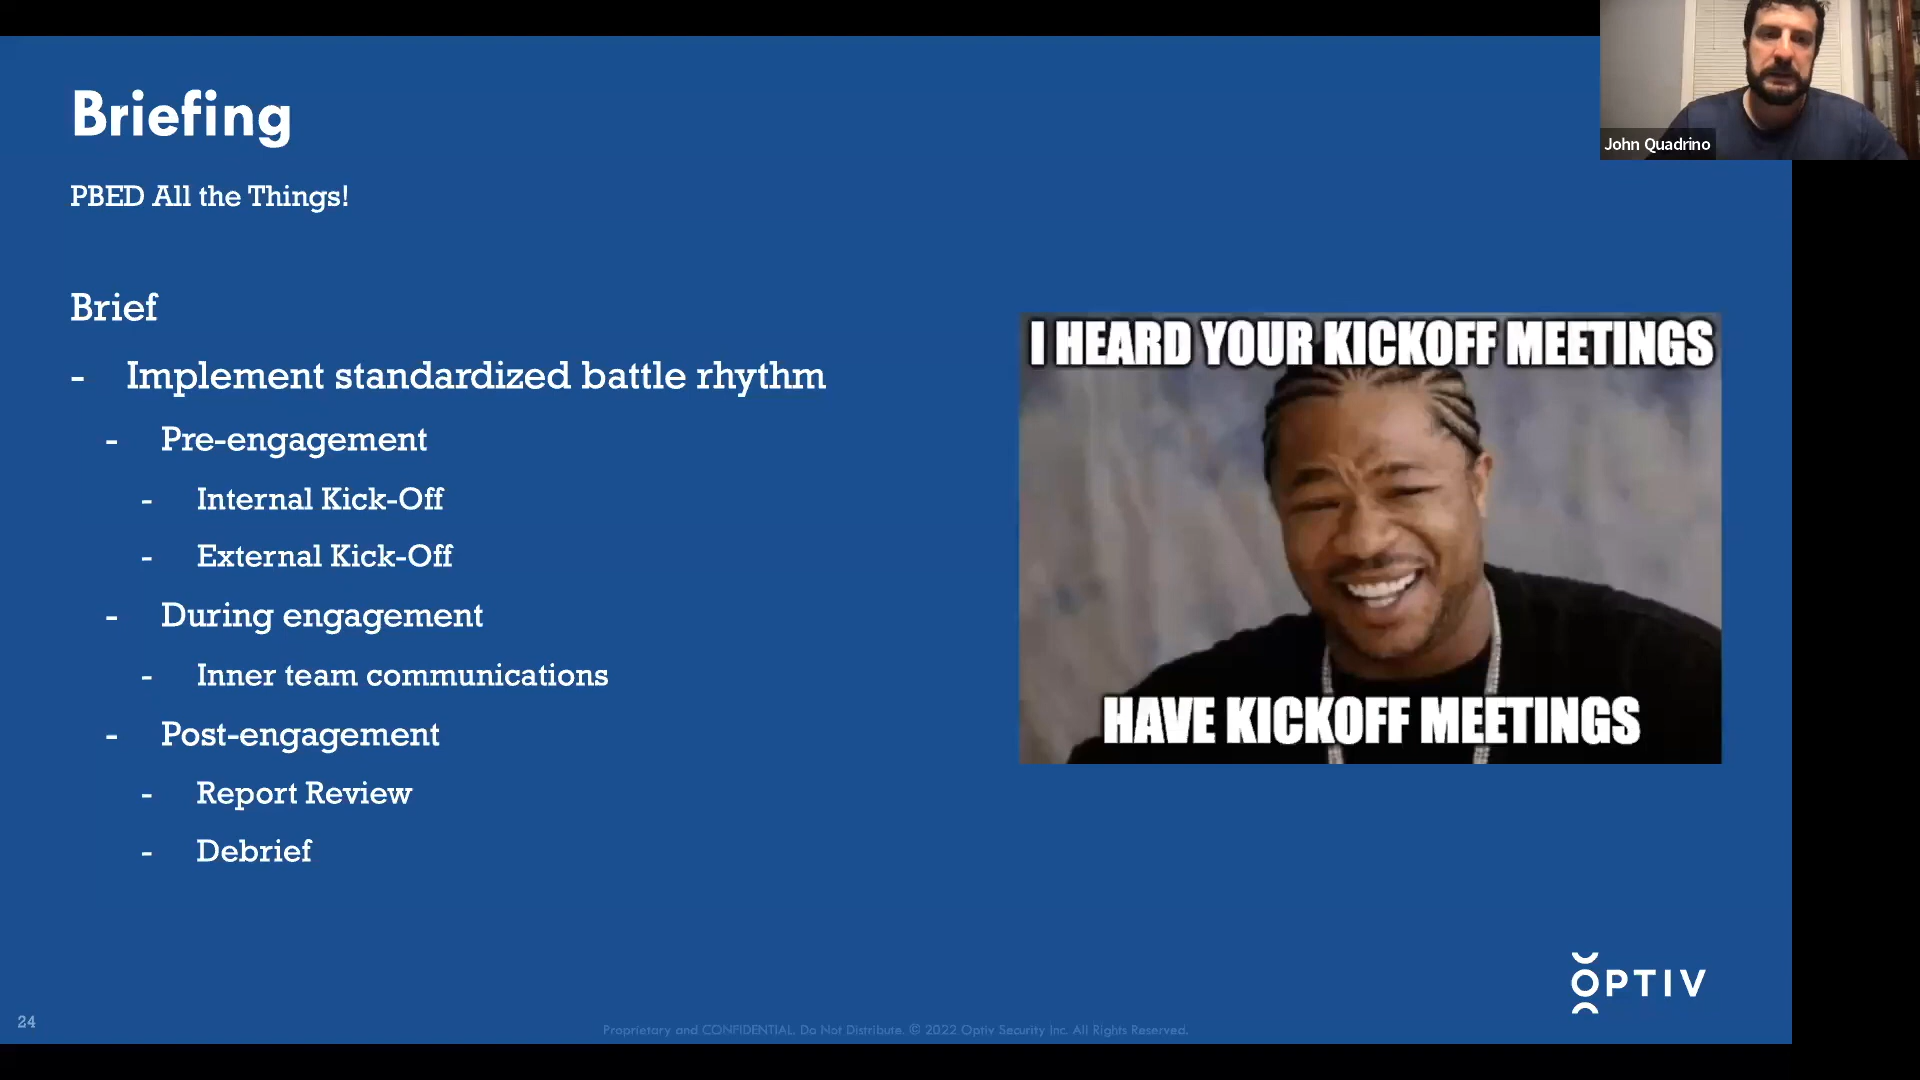 Briefing
PBED All the Things!
John Quadrino
Brief
- Implement standardized battle rhythm
- Pre-engagement
- Internal Kick-Off
- External Kick-Off
- During engagement
- Inner team communications
- Post-engagement
- Report Review
- Debrief
I HEARD YOUR KICKOFF MEETINGS
HAVE KICKOFF MEETINGS
OPTIV
24
Proprietary and CONFIDENTIAL. Do Not Distribute. © 2022 Optiv Security Inc. All Rights Reserved.